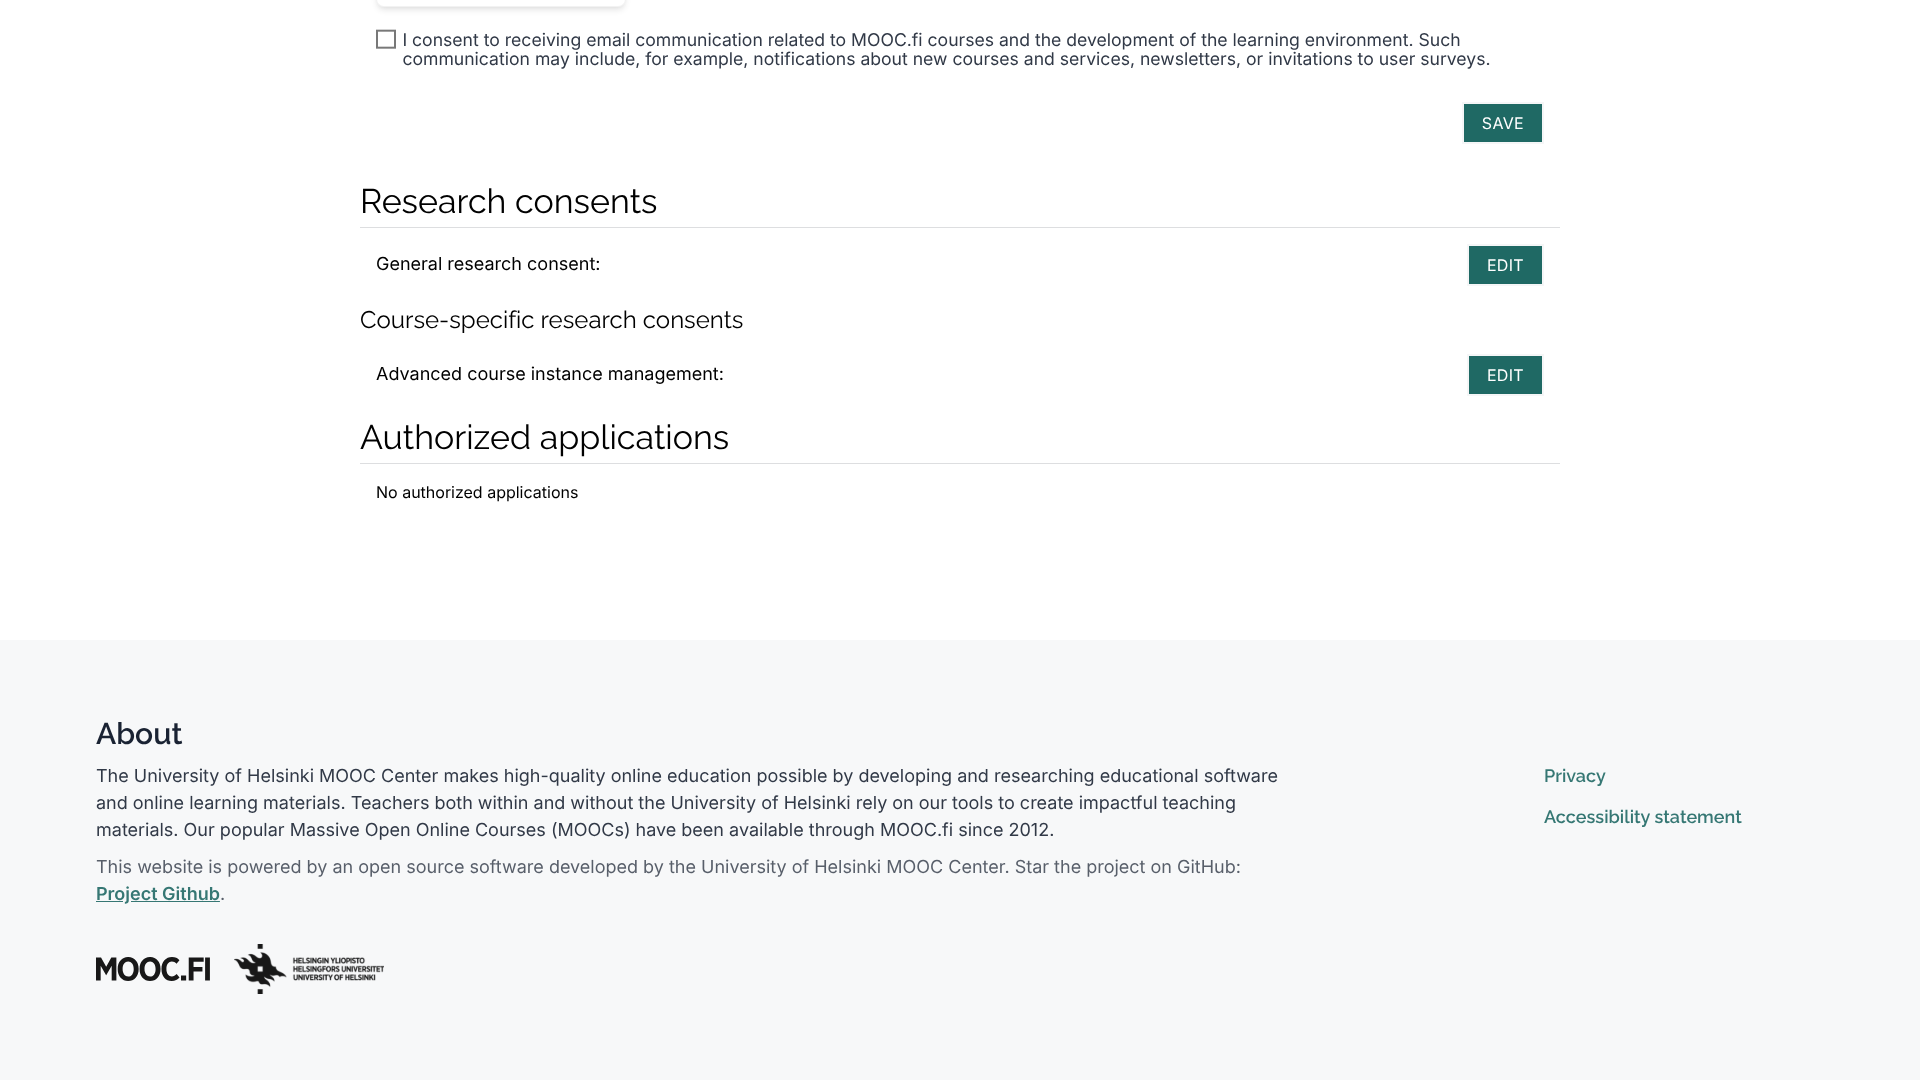 I consent to receiving email communication related to MOOC.fi courses and the development of the learning environment. Such
communication may include, for example, notifications about new courses and services, newsletters, or invitations to user surveys.
SAVE
Research consents
General research consent:
EDIT
Course-specific research consents
Advanced course instance management:
EDIT
Authorized applications
No authorized applications
About
The University of Helsinki MOOC Center makes high-quality online education possible by developing and researching educational software
and online learning materials. Teachers both within and without the University of Helsinki rely on our tools to create impactful teaching
materials. Our popular Massive Open Online Courses (MOOCs) have been available through MOOC.fi since 2012.
This website is powered by an open source software developed by the University of Helsinki MOOC Center. Star the project on GitHub:
Project Github.
Privacy
Accessibility statement
MOOC.FI
HELSINGIN YLIOPISTO
HELSINGFORS UNIVERSITET
UNIVERSITY OF HELSINKI